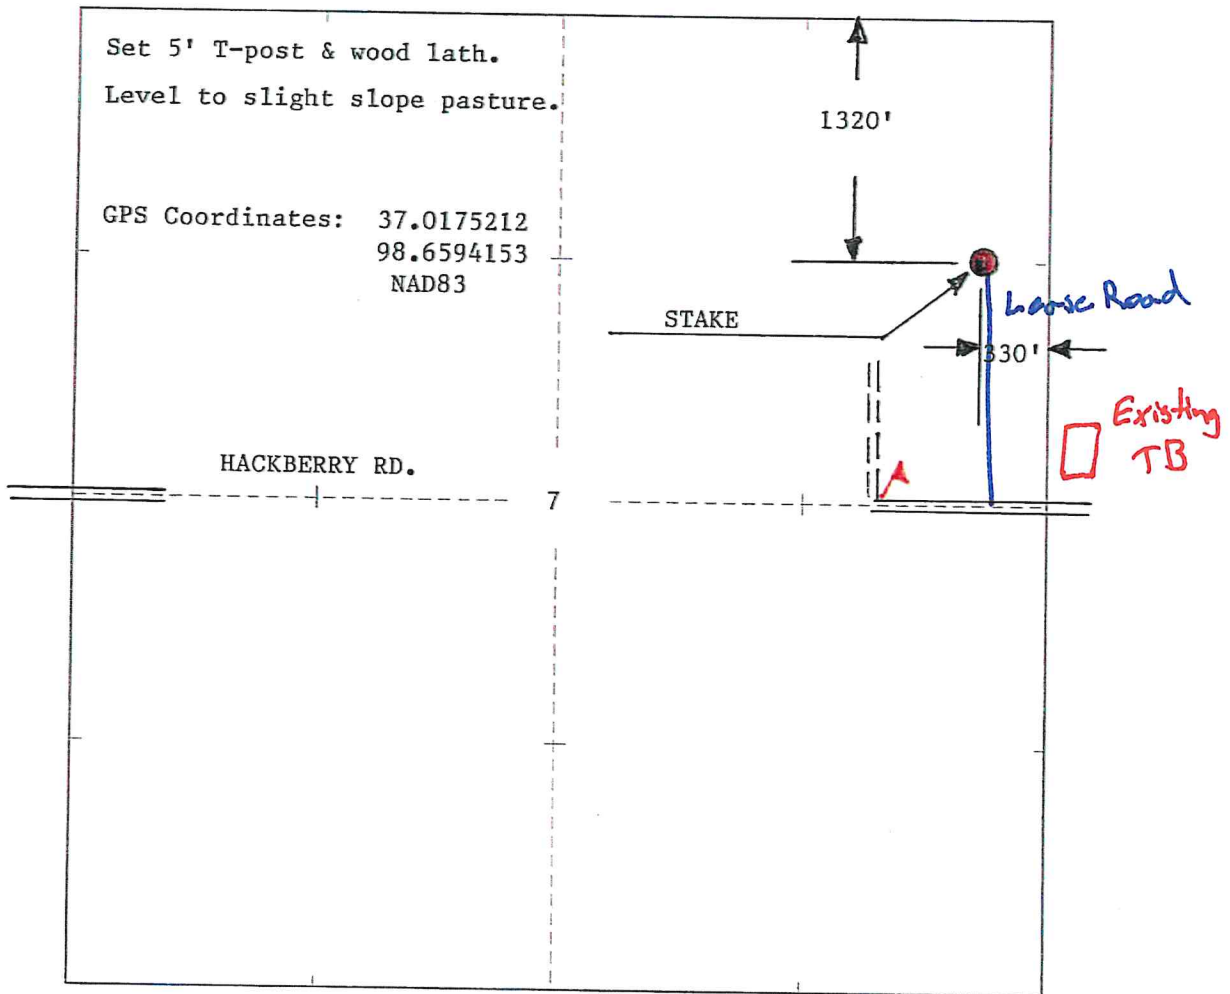 Set 5' T-post & wood lath.
Level to slight slope pasture.
1320'
GPS Coordinates: 37.0175212
98.6594153
NAD83
STAKE
Lease Road
330'
Existing
TB
HACKBERRY RD.
A
7